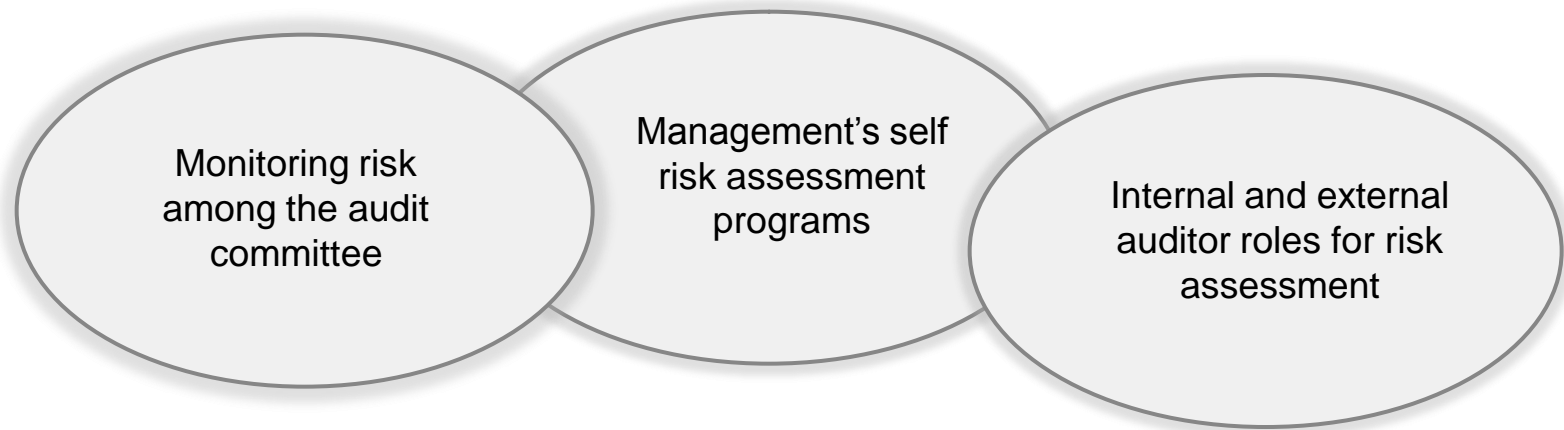 Monitoring risk
among the audit
committee
Management’s self
risk assessment
programs
Internal and external
auditor roles for risk
assessment